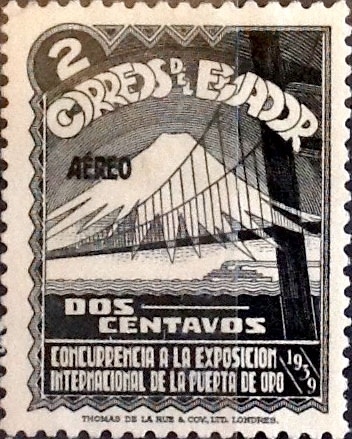 2
CORREOS DEL ECUADOR
AÉREO
DOS
CENTAVOS
CONCURRENCIA A LA EXPOSICION
INTERNACIONAL DE LA PUERTA DE ORO
1939
THOMAS DE LA RUE & COY., LTD. LONDRES.